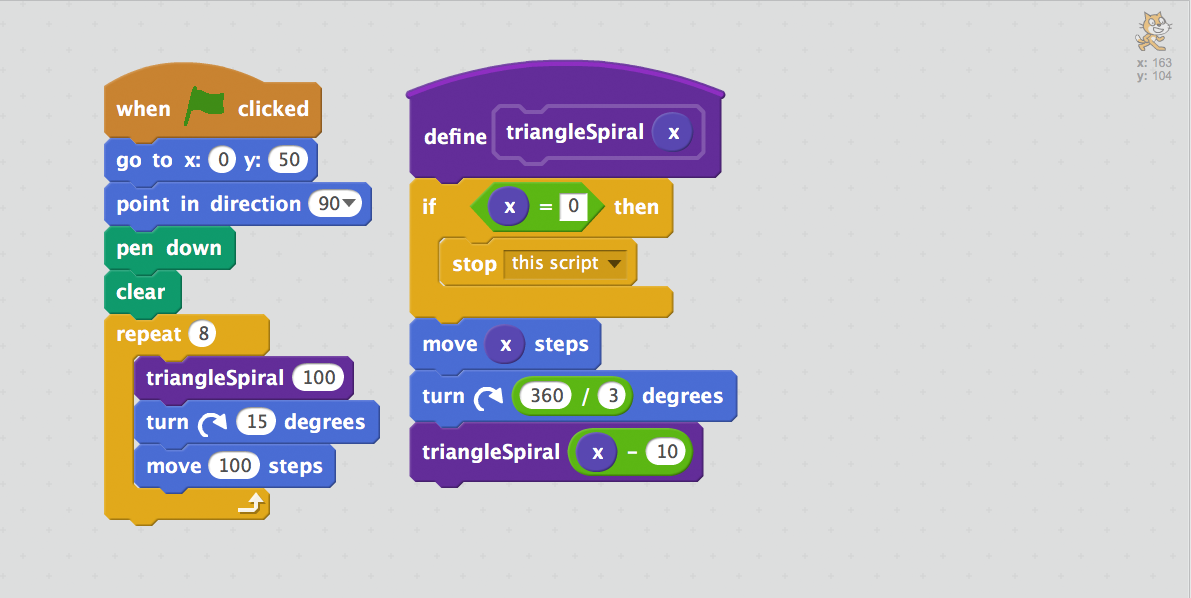 when clicked
go to x: 0 y: 50
point in direction 90
pen down
clear
repeat 8
triangleSpiral 100
turn 15 degrees
move 100 steps
define triangleSpiral x
if x = 0 then
stop this script
move x steps
turn 360 / 3 degrees
triangleSpiral x - 10
x: 163
y: 104